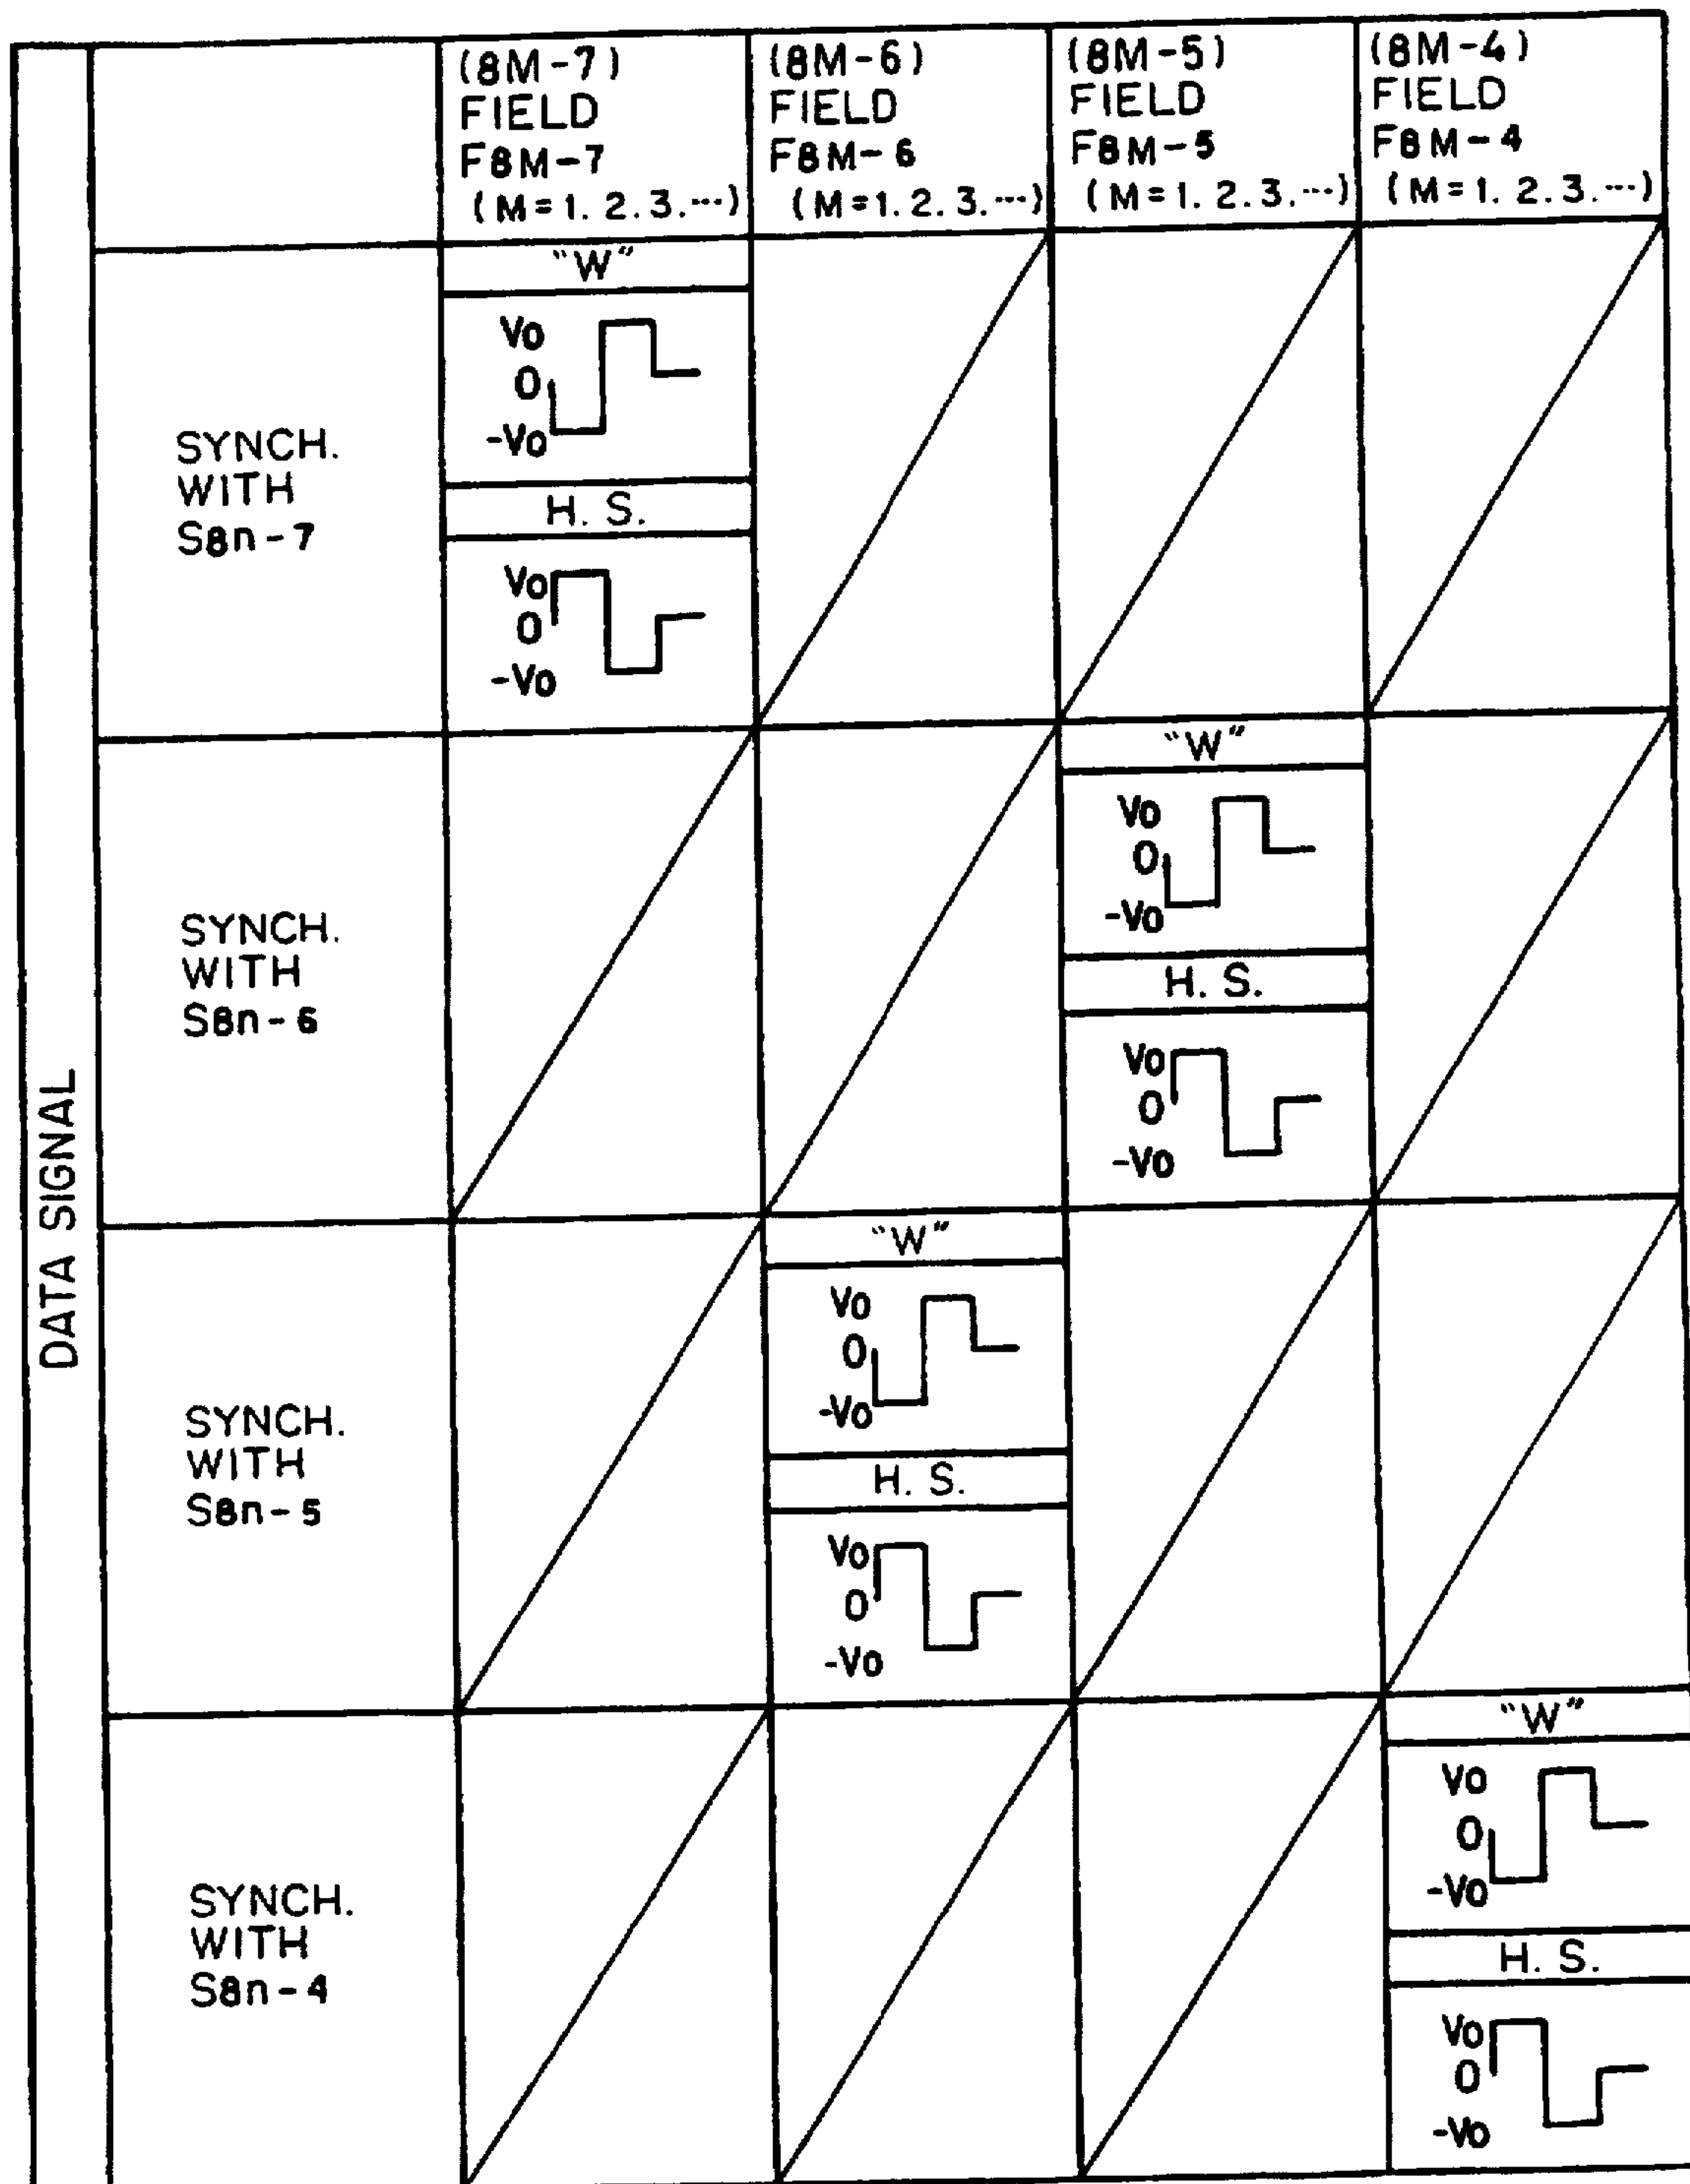 (8M-7)
FIELD
F8M-7
(M=1. 2. 3. ···)
(8M-6)
FIELD
F8M-6
(M=1. 2. 3. ···)
(8M-5)
FIELD
F8M-5
(M=1. 2. 3. ···)
(8M-4)
FIELD
F8M-4
(M=1. 2. 3. ···)
DATA SIGNAL
SYNCH.
WITH
S8n-7
"W"
Vo
0
-Vo
H. S.
Vo
0
-Vo
SYNCH.
WITH
S8n-6
"W"
Vo
0
-Vo
H. S.
Vo
0
-Vo
SYNCH.
WITH
S8n-5
"W"
Vo
0
-Vo
H. S.
Vo
0
-Vo
SYNCH.
WITH
S8n-4
"W"
Vo
0
-Vo
H. S.
Vo
0
-Vo